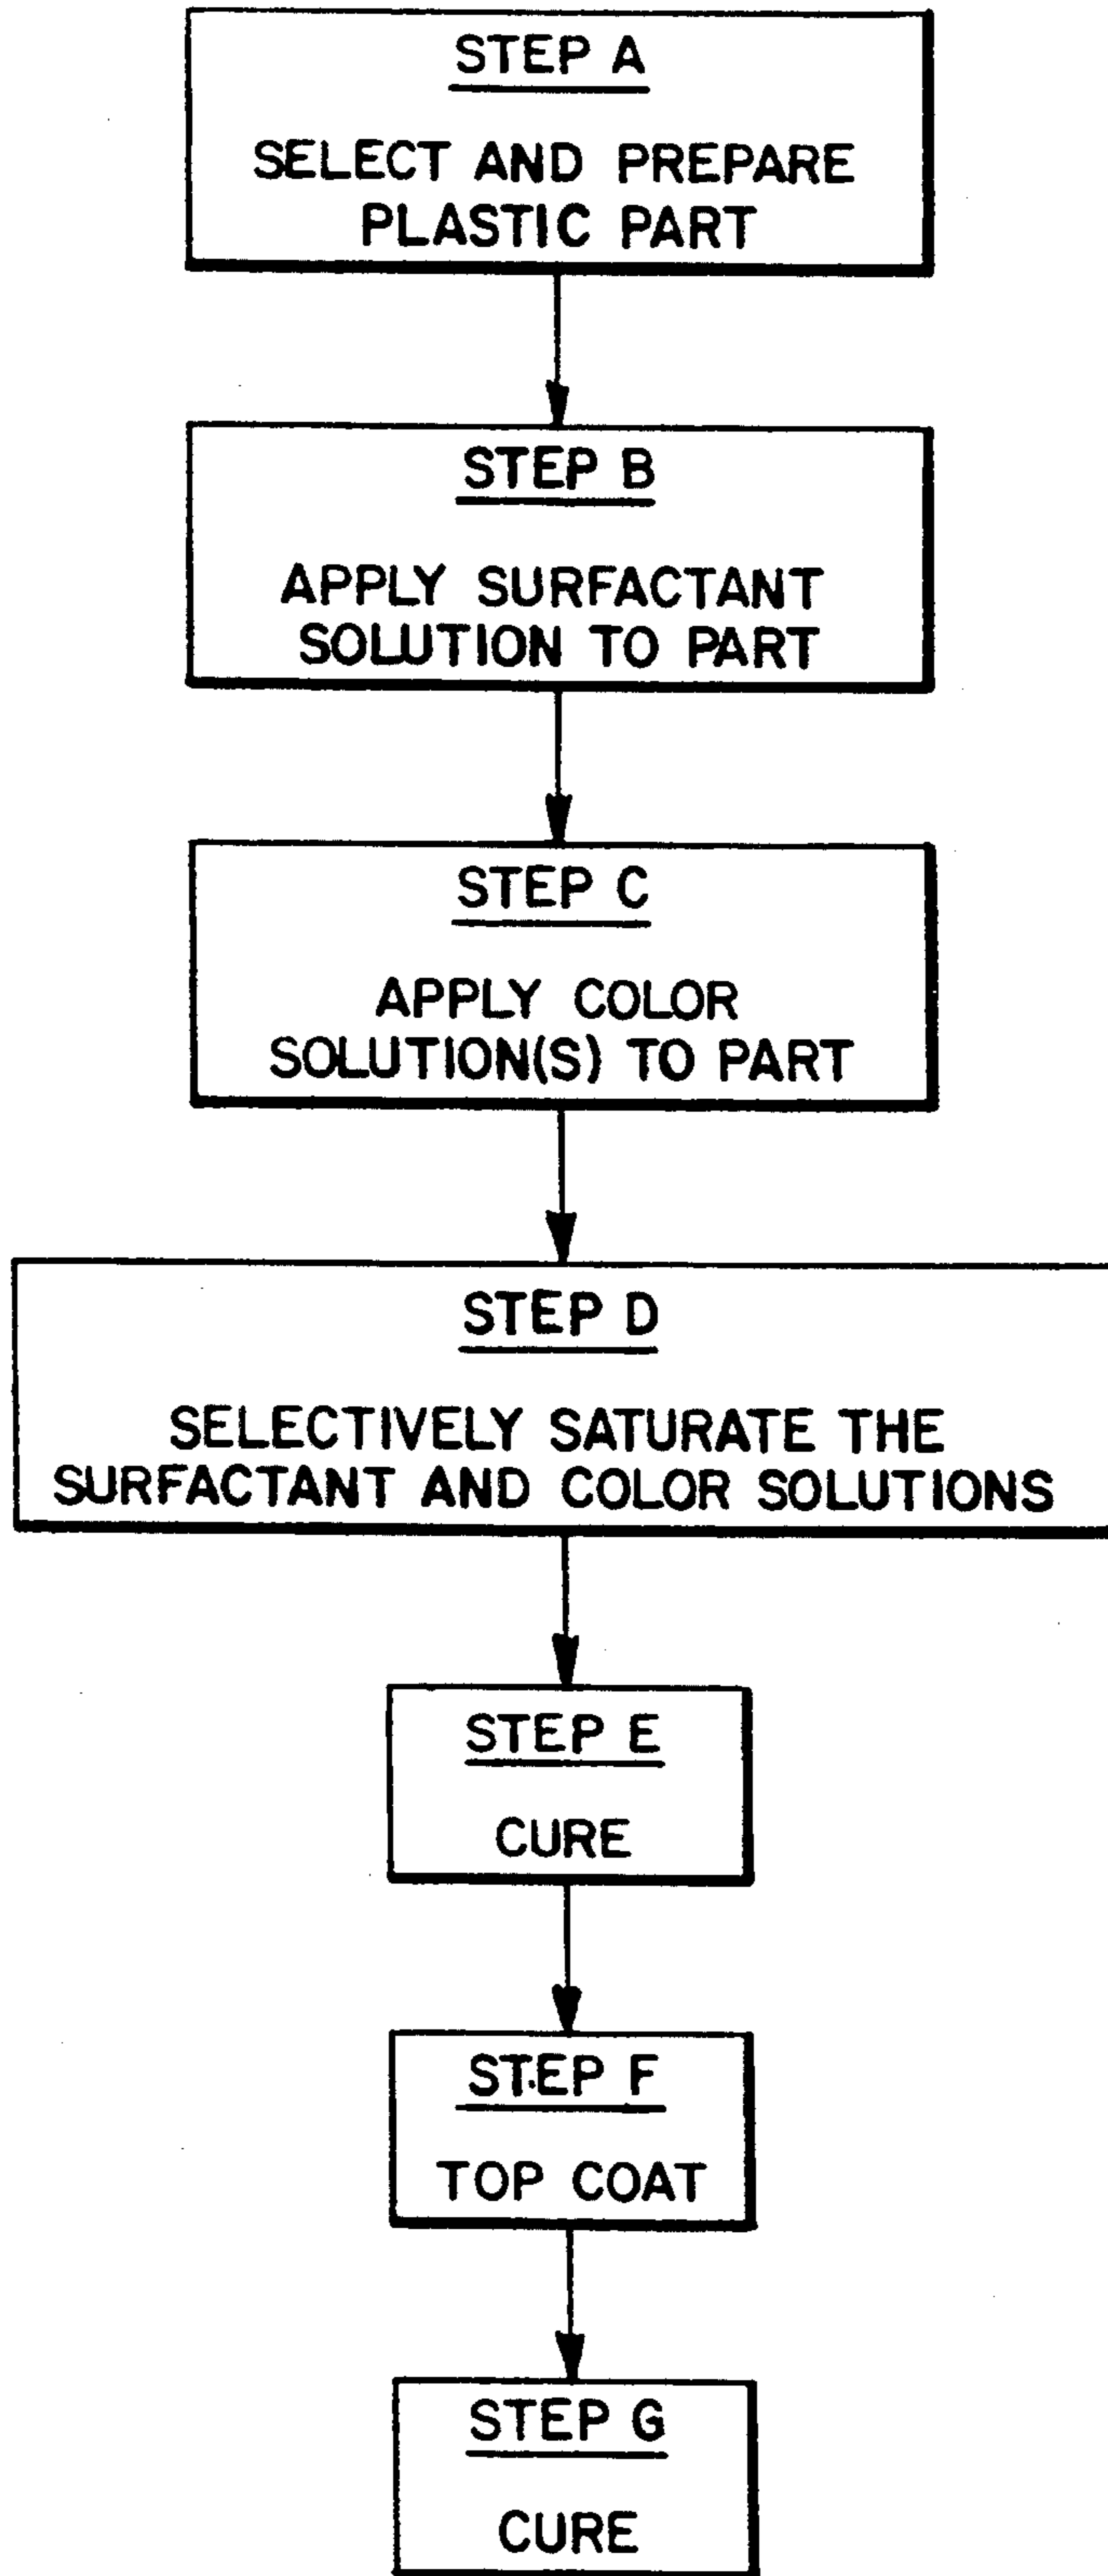 STEP A
SELECT AND PREPARE
PLASTIC PART
STEP B
APPLY SURFACTANT
SOLUTION TO PART
STEP C
APPLY COLOR
SOLUTION(S) TO PART
STEP D
SELECTIVELY SATURATE THE
SURFACTANT AND COLOR SOLUTIONS
STEP E
CURE
STEP F
TOP COAT
STEP G
CURE